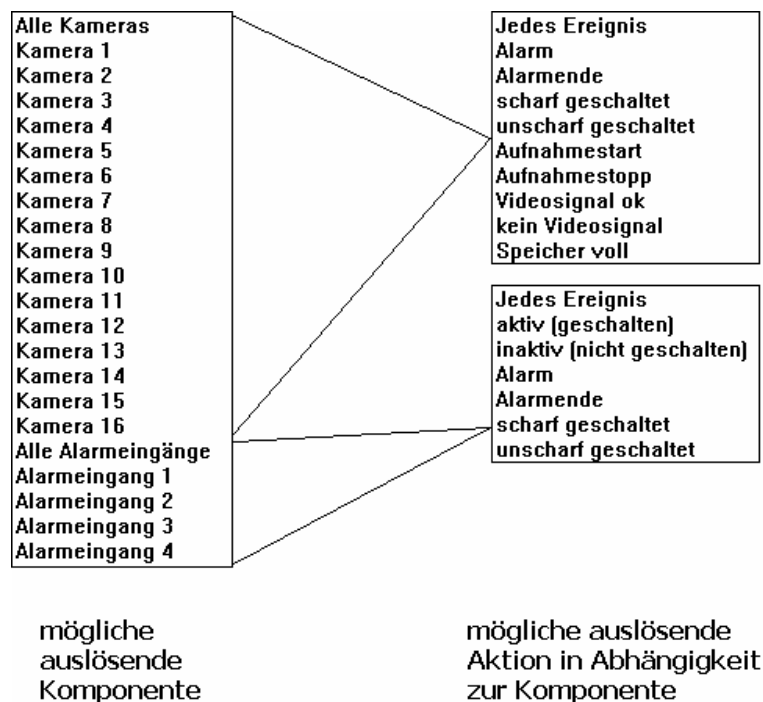 Alle Kameras
Kamera 1
Kamera 2
Kamera 3
Kamera 4
Kamera 5
Kamera 6
Kamera 7
Kamera 8
Kamera 9
Kamera 10
Kamera 11
Kamera 12
Kamera 13
Kamera 14
Kamera 15
Kamera 16
Alle Alarmeingänge
Alarmeingang 1
Alarmeingang 2
Alarmeingang 3
Alarmeingang 4
mögliche
auslösende
Komponente
Jedes Ereignis
Alarm
Alarmende
scharf geschaltet
unscharf geschaltet
Aufnahmestart
Aufnahmestopp
Videosignal ok
kein Videosignal
Speicher voll
Jedes Ereignis
aktiv (geschalten)
inaktiv (nicht geschalten)
Alarm
Alarmende
scharf geschaltet
unscharf geschaltet
mögliche auslösende
Aktion in Abhängigkeit
zur Komponente